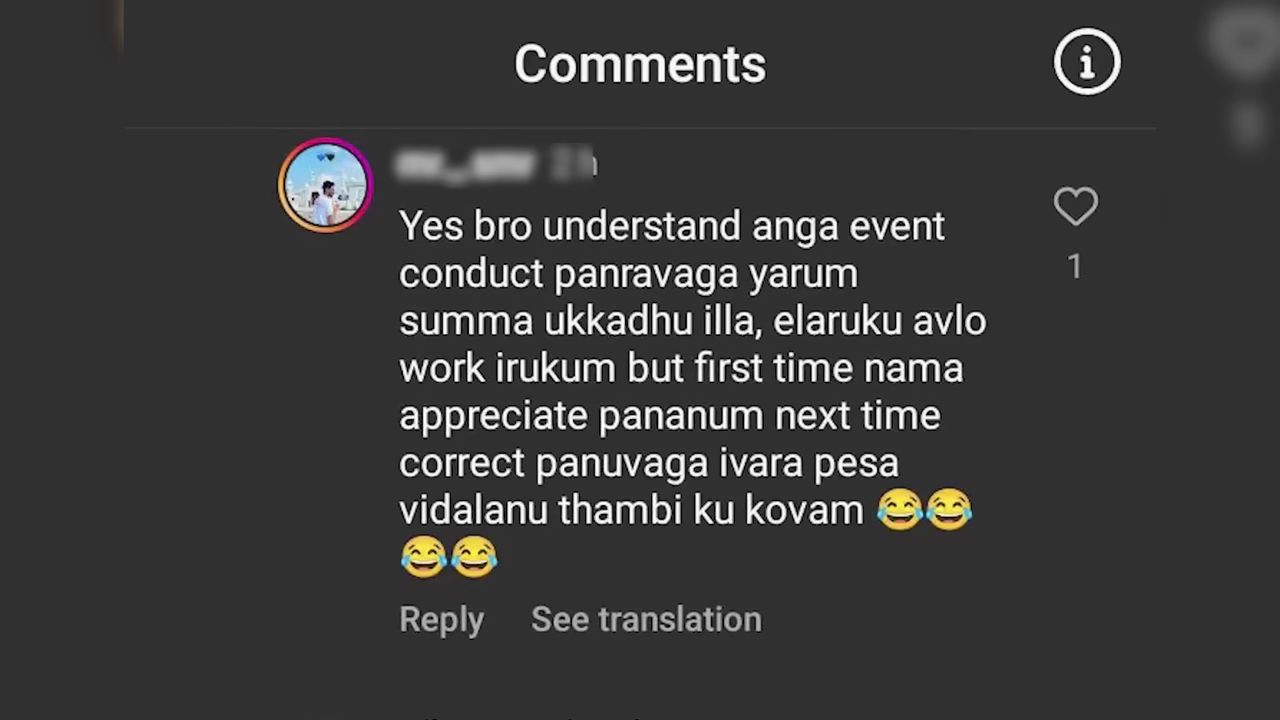 Comments
Yes bro understand anga event
conduct panravaga yarum
summa ukkadhu illa, elaruku avlo
work irukum but first time nama
appreciate pananum next time
correct panuvaga ivara pesa
vidalanu thambi ku kovam 😂😂
😂😂
1
Reply See translation